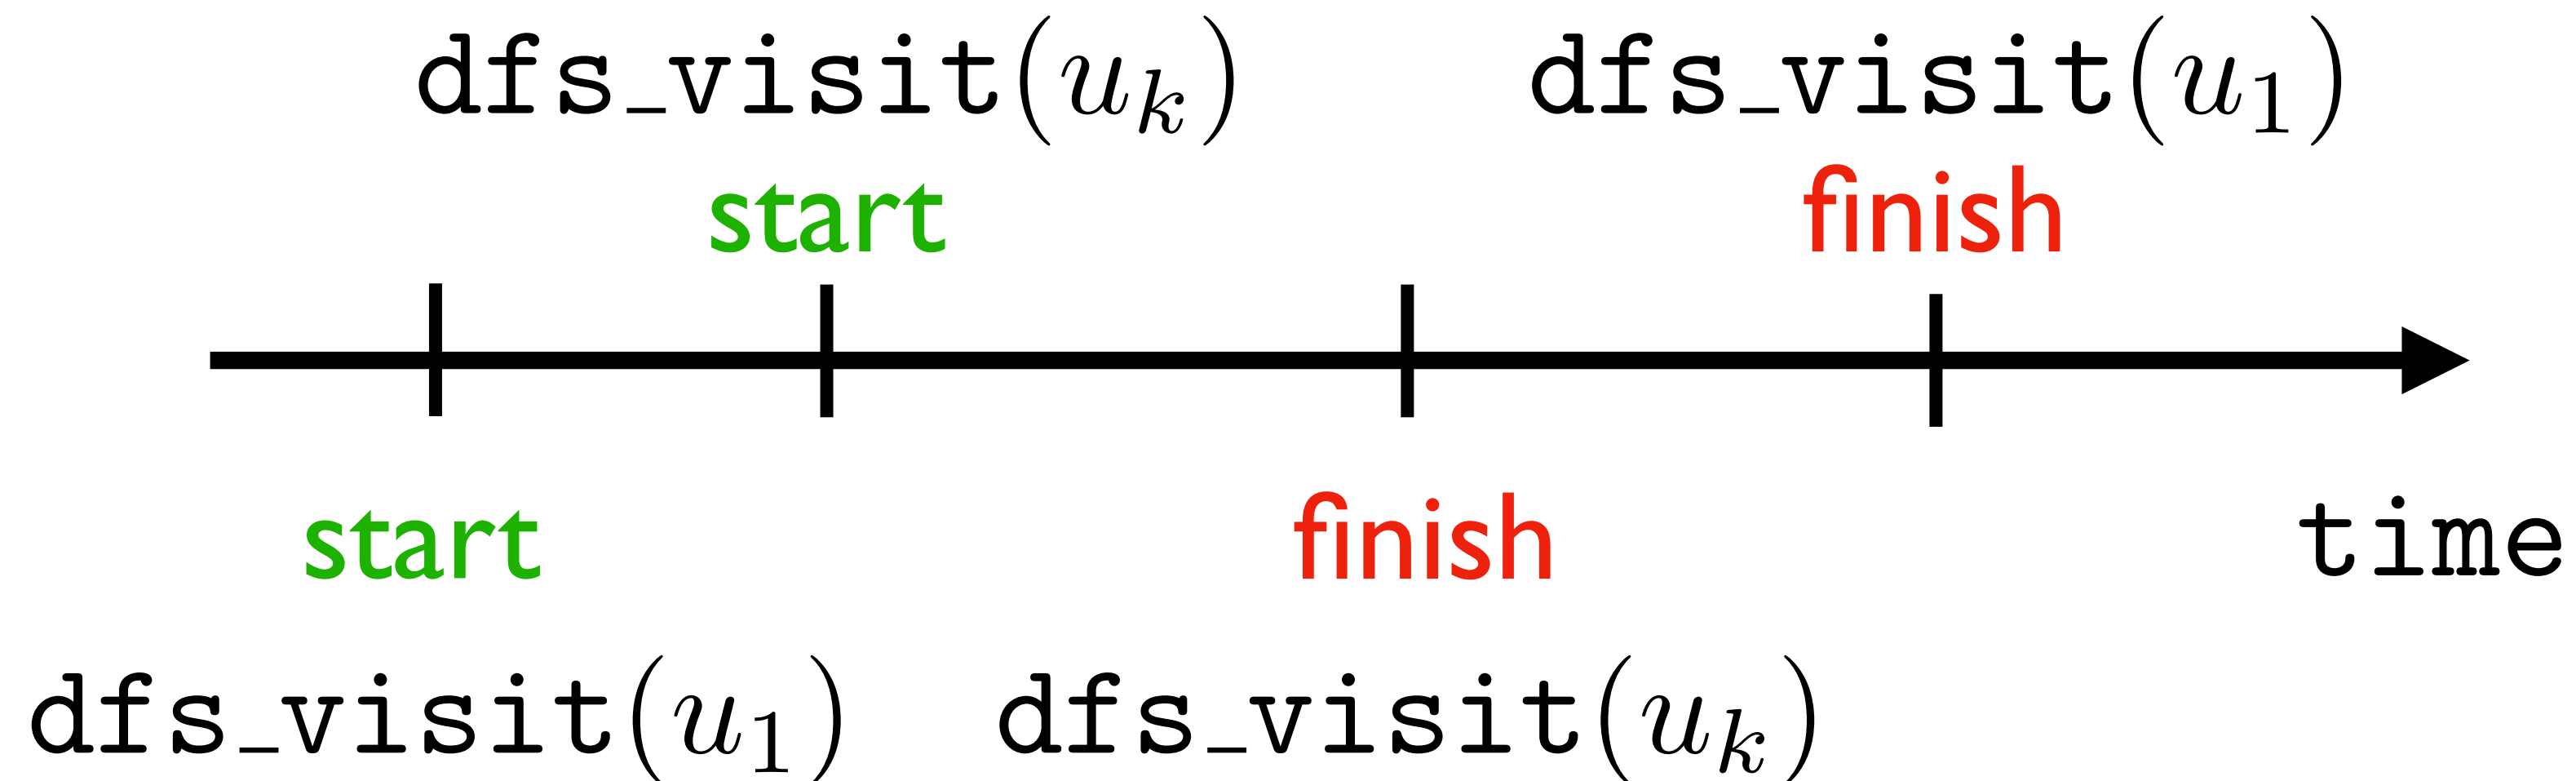 dfs_visit(u_k) dfs_visit(u_1)
start finish
start finish time
dfs_visit(u_1) dfs_visit(u_k)